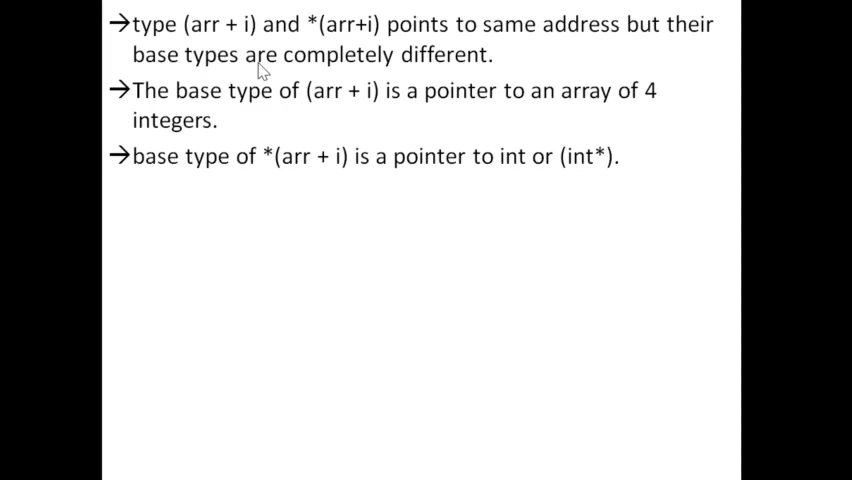 →type (arr + i) and *(arr+i) points to same address but their
base types are completely different.
→The base type of (arr + i) is a pointer to an array of 4
integers.
→base type of *(arr + i) is a pointer to int or (int*).